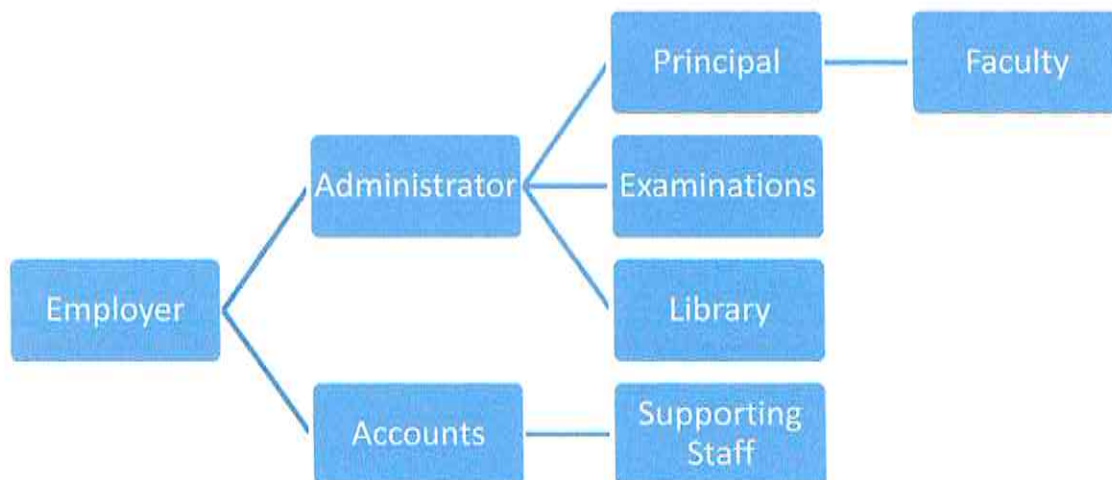 Principal
Faculty
Administrator
Examinations
Employer
Library
Accounts
Supporting
Staff